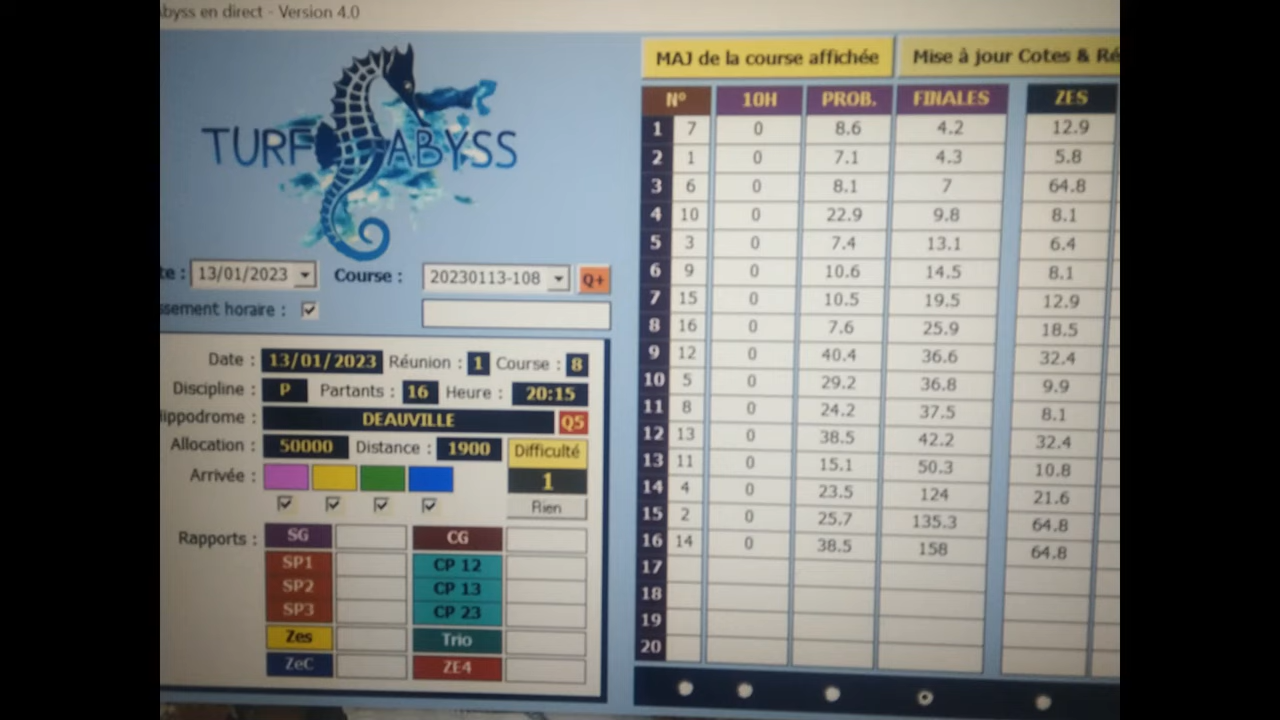 byss en direct - Version 4.0
TURF ABYSS
te : 13/01/2023 Course : 20230113-108 Q+
ssement horaire :
Date : 13/01/2023 Réunion : 1 Course : 8
Discipline : P Partants : 16 Heure : 20:15
Hippodrome : DEAUVILLE Q5
Allocation : 50000 Distance : 1900 Difficulté
Arrivée : 1
Rien
Rapports : SG CG
SP1 CP 12
SP2 CP 13
SP3 CP 23
Zes Trio
ZeC ZE4
MAJ de la course affichée Mise à jour Cotes & Ré
N° 10H PROB. FINALES ZES
1 7 0 8.6 4.2 12.9
2 1 0 7.1 4.3 5.8
3 6 0 8.1 7 64.8
4 10 0 22.9 9.8 8.1
5 3 0 7.4 13.1 6.4
6 9 0 10.6 14.5 8.1
7 15 0 10.5 19.5 12.9
8 16 0 7.6 25.9 18.5
9 12 0 40.4 36.6 32.4
10 5 0 29.2 36.8 9.9
11 8 0 24.2 37.5 8.1
12 13 0 38.5 42.2 32.4
13 11 0 15.1 50.3 10.8
14 4 0 23.5 124 21.6
15 2 0 25.7 135.3 64.8
16 14 0 38.5 158 64.8
17
18
19
20